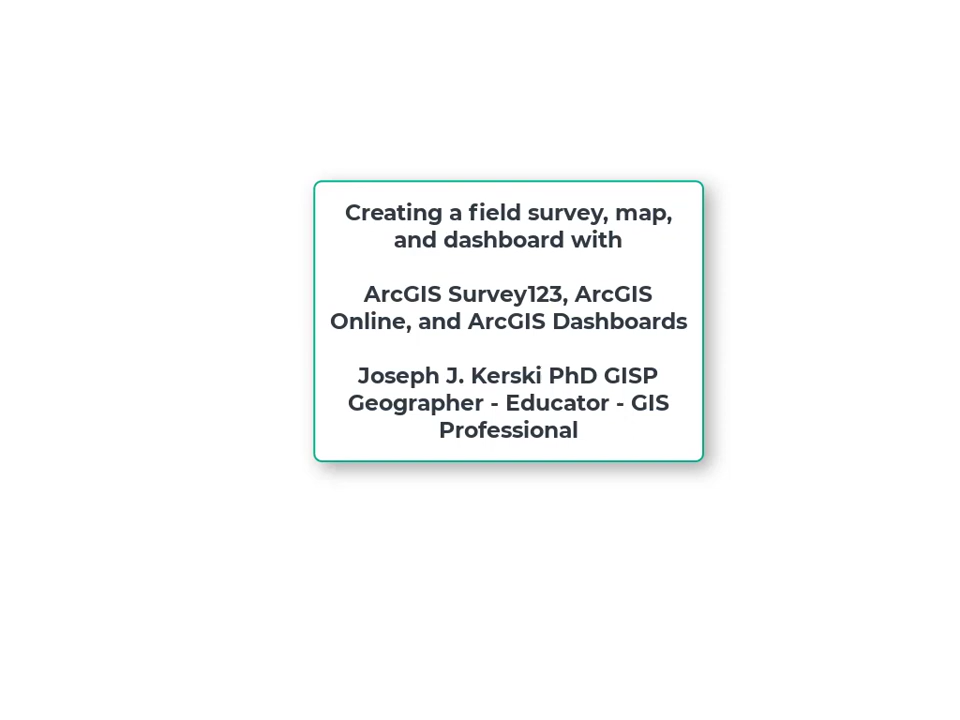 Creating a field survey, map,
and dashboard with
ArcGIS Survey123, ArcGIS
Online, and ArcGIS Dashboards
Joseph J. Kerski PhD GISP
Geographer - Educator - GIS
Professional